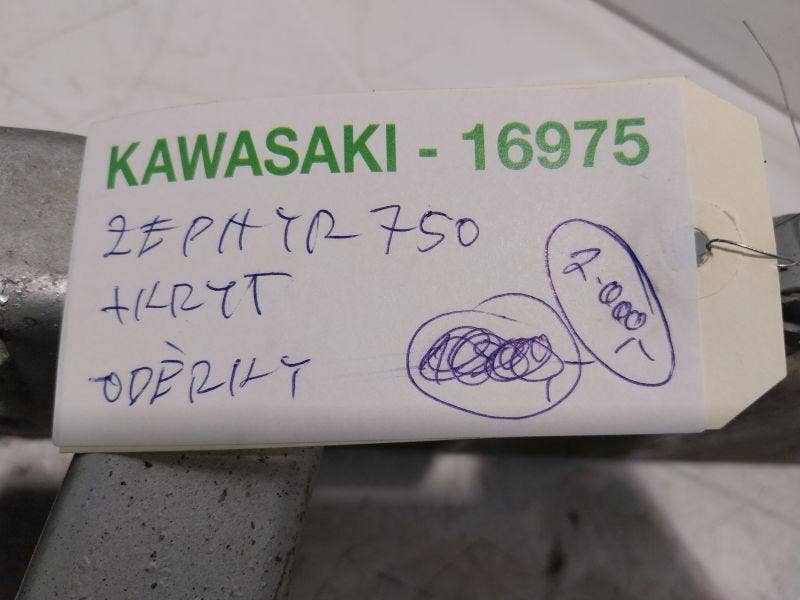 KAWASAKI - 16975
ZEPHYR 750
+KRYT
ODĚRKY
2.000,-